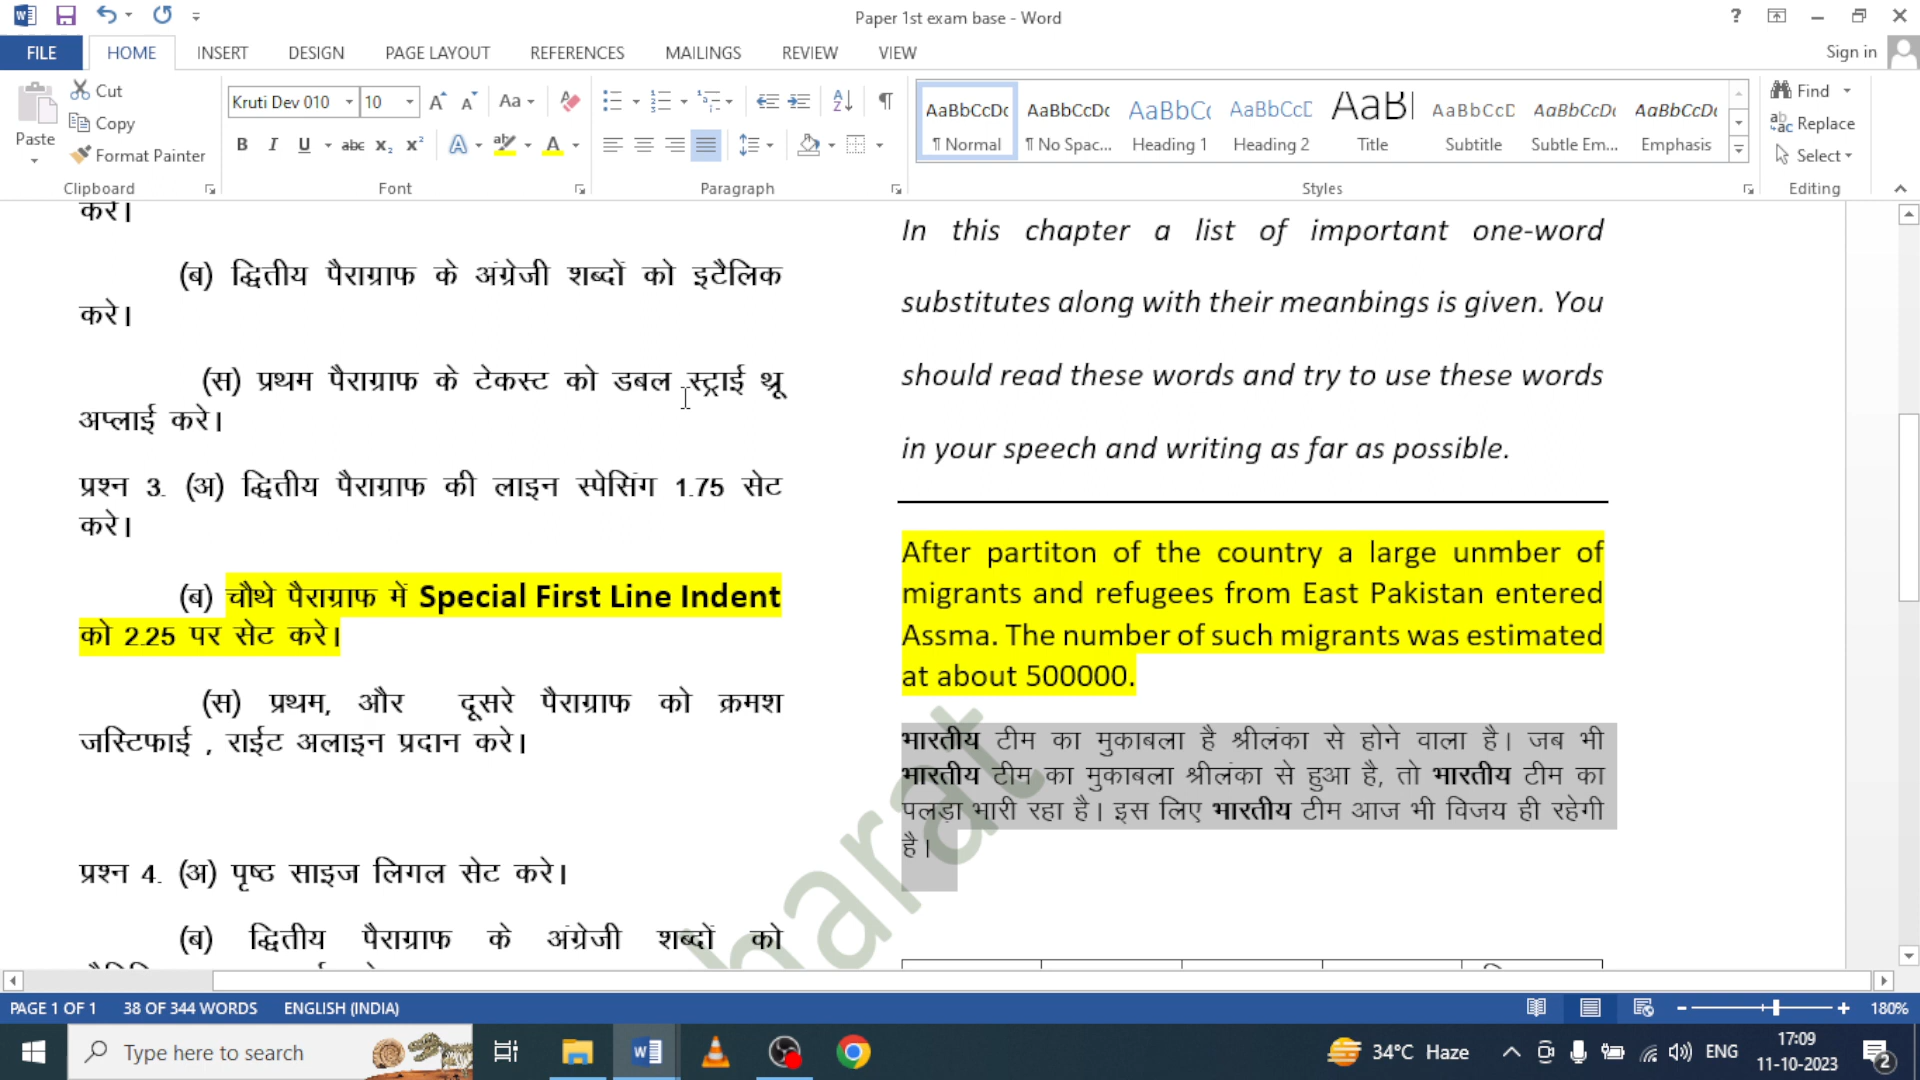 Paper 1st exam base - Word
?
Sign in
FILE HOME INSERT DESIGN PAGE LAYOUT REFERENCES MAILINGS REVIEW VIEW
Paste
Cut
Copy
Format Painter
Clipboard
Kruti Dev 010
10
Aa
B I U abc x₂ x²
Font
Paragraph
AaBbCcDc ¶ Normal
AaBbCcDc ¶ No Spac...
AaBbCc Heading 1
AaBbCcD Heading 2
AaBl Title
AaBbCcD Subtitle
AaBbCcDc Subtle Em...
AaBbCcDc Emphasis
Styles
Find
Replace
Select
Editing
करे।
(ब) द्वितीय पैराग्राफ के अंग्रेजी शब्दों को इटैलिक
करे।
(स) प्रथम पैराग्राफ के टेकस्ट को डबल स्ट्राई थ्रू
अप्लाई करे।
प्रश्न 3. (अ) द्वितीय पैराग्राफ की लाइन स्पेसिंग 1.75 सेट
करे।
(ब) चौथे पैराग्राफ में Special First Line Indent
को 2.25 पर सेट करे।
(स) प्रथम, और दूसरे पैराग्राफ को क्रमश
जस्टिफाई , राईट अलाइन प्रदान करे।
प्रश्न 4. (अ) पृष्ठ साइज लिगल सेट करे।
(ब) द्वितीय पैराग्राफ के अंग्रेजी शब्दों को
In this chapter a list of important one-word
substitutes along with their meanbings is given. You
should read these words and try to use these words
in your speech and writing as far as possible.
After partiton of the country a large unmber of
migrants and refugees from East Pakistan entered
Assma. The number of such migrants was estimated
at about 500000.
भारतीय टीम का मुकाबला है श्रीलंका से होने वाला है। जब भी
भारतीय टीम का मुकाबला श्रीलंका से हुआ है, तो भारतीय टीम का
पलड़ा भारी रहा है। इस लिए भारतीय टीम आज भी विजय ही रहेगी
है।
harat
PAGE 1 OF 1 38 OF 344 WORDS ENGLISH (INDIA)
180%
Type here to search
34°C Haze
ENG
17:09
11-10-2023
2